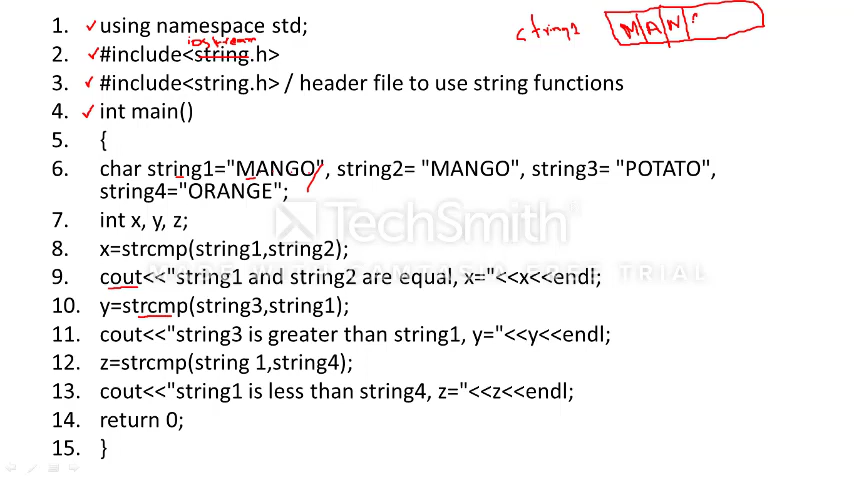 1. using namespace std;
string1
M A N
iostream
2. #include<string.h>
3. #include<string.h> / header file to use string functions
4. int main()
5. {
6. char string1="MANGO", string2= "MANGO", string3= "POTATO",
string4="ORANGE";
7. int x, y, z;
TechSmith®
8. x=strcmp(string1,string2);
9. cout<<"string1 and string2 are equal, x="<<x<<endl;
10. y=strcmp(string3,string1);
11. cout<<"string3 is greater than string1, y="<<y<<endl;
12. z=strcmp(string 1,string4);
13. cout<<"string1 is less than string4, z="<<z<<endl;
14. return 0;
15. }